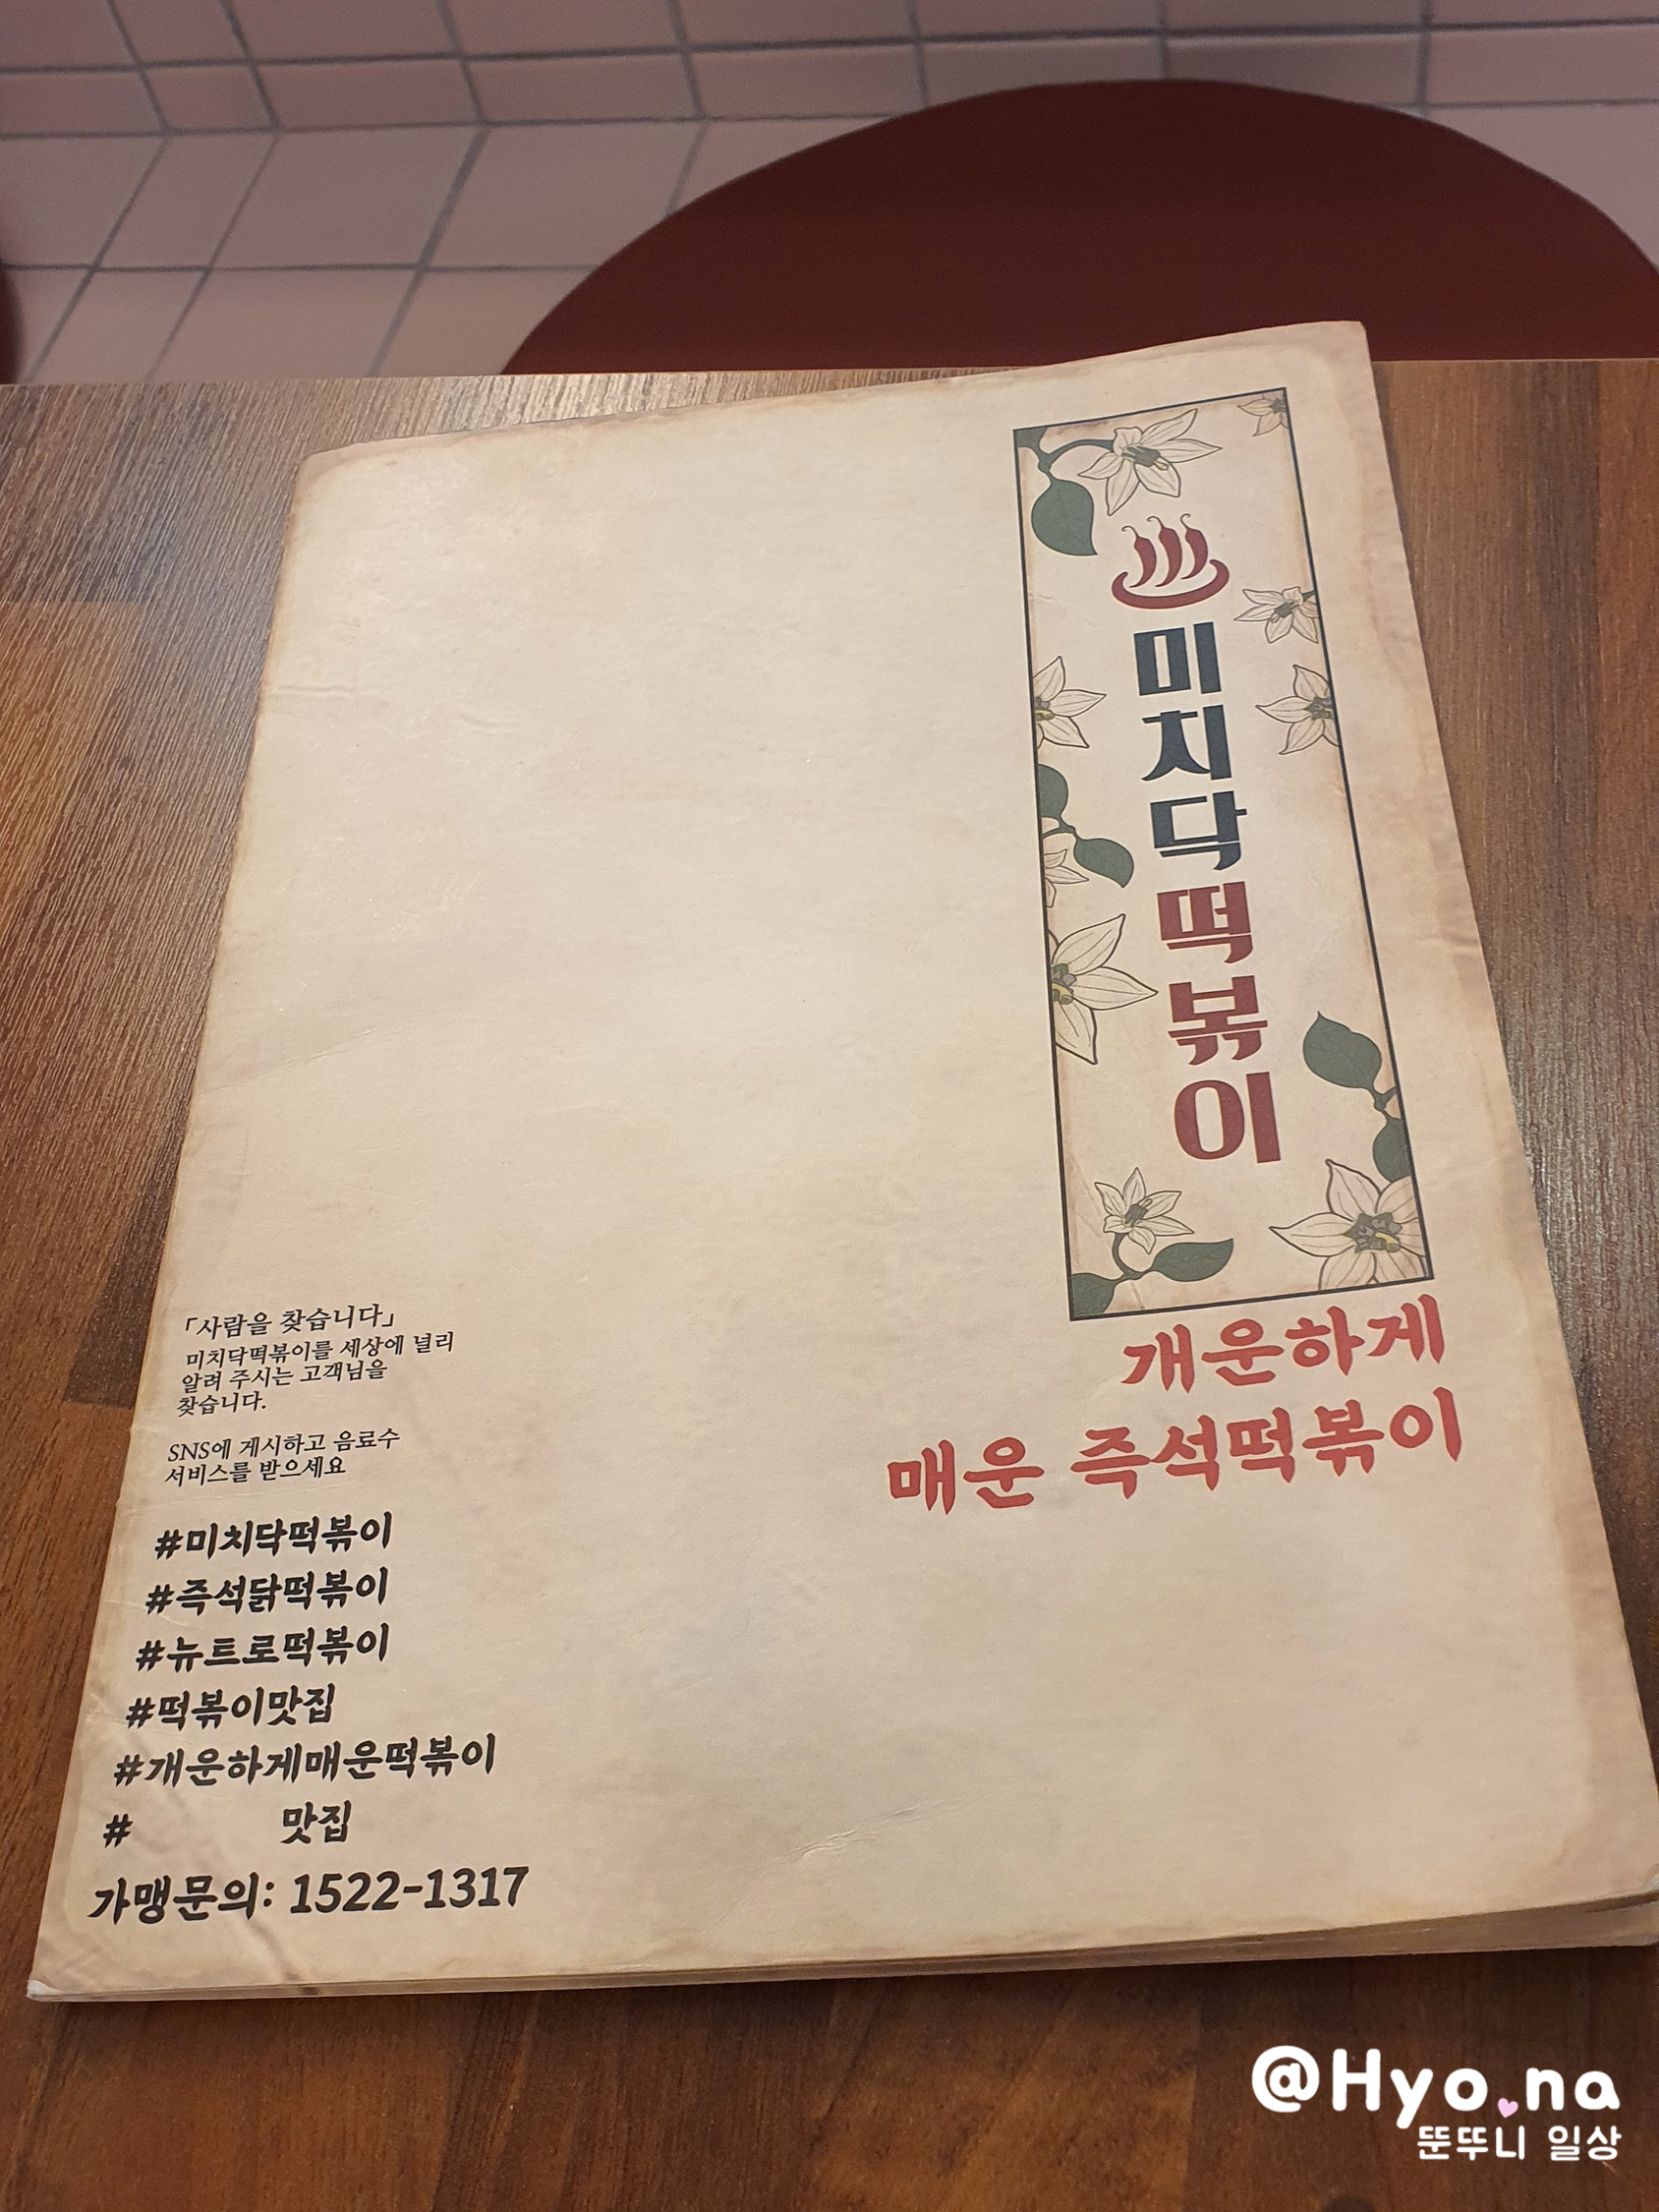 미치닥떡볶이
개운하게
매운 즉석떡볶이
「사람을 찾습니다」
미치닥떡볶이를 세상에 널리
알려 주시는 고객님을
찾습니다.
SNS에 게시하고 음료수
서비스를 받으세요
#미치닥떡볶이
#즉석닭떡볶이
#뉴트로떡볶이
#떡볶이맛집
#개운하게매운떡볶이
# 맛집
가맹문의: 1522-1317
@Hyo.na
뚠뚜니 일상